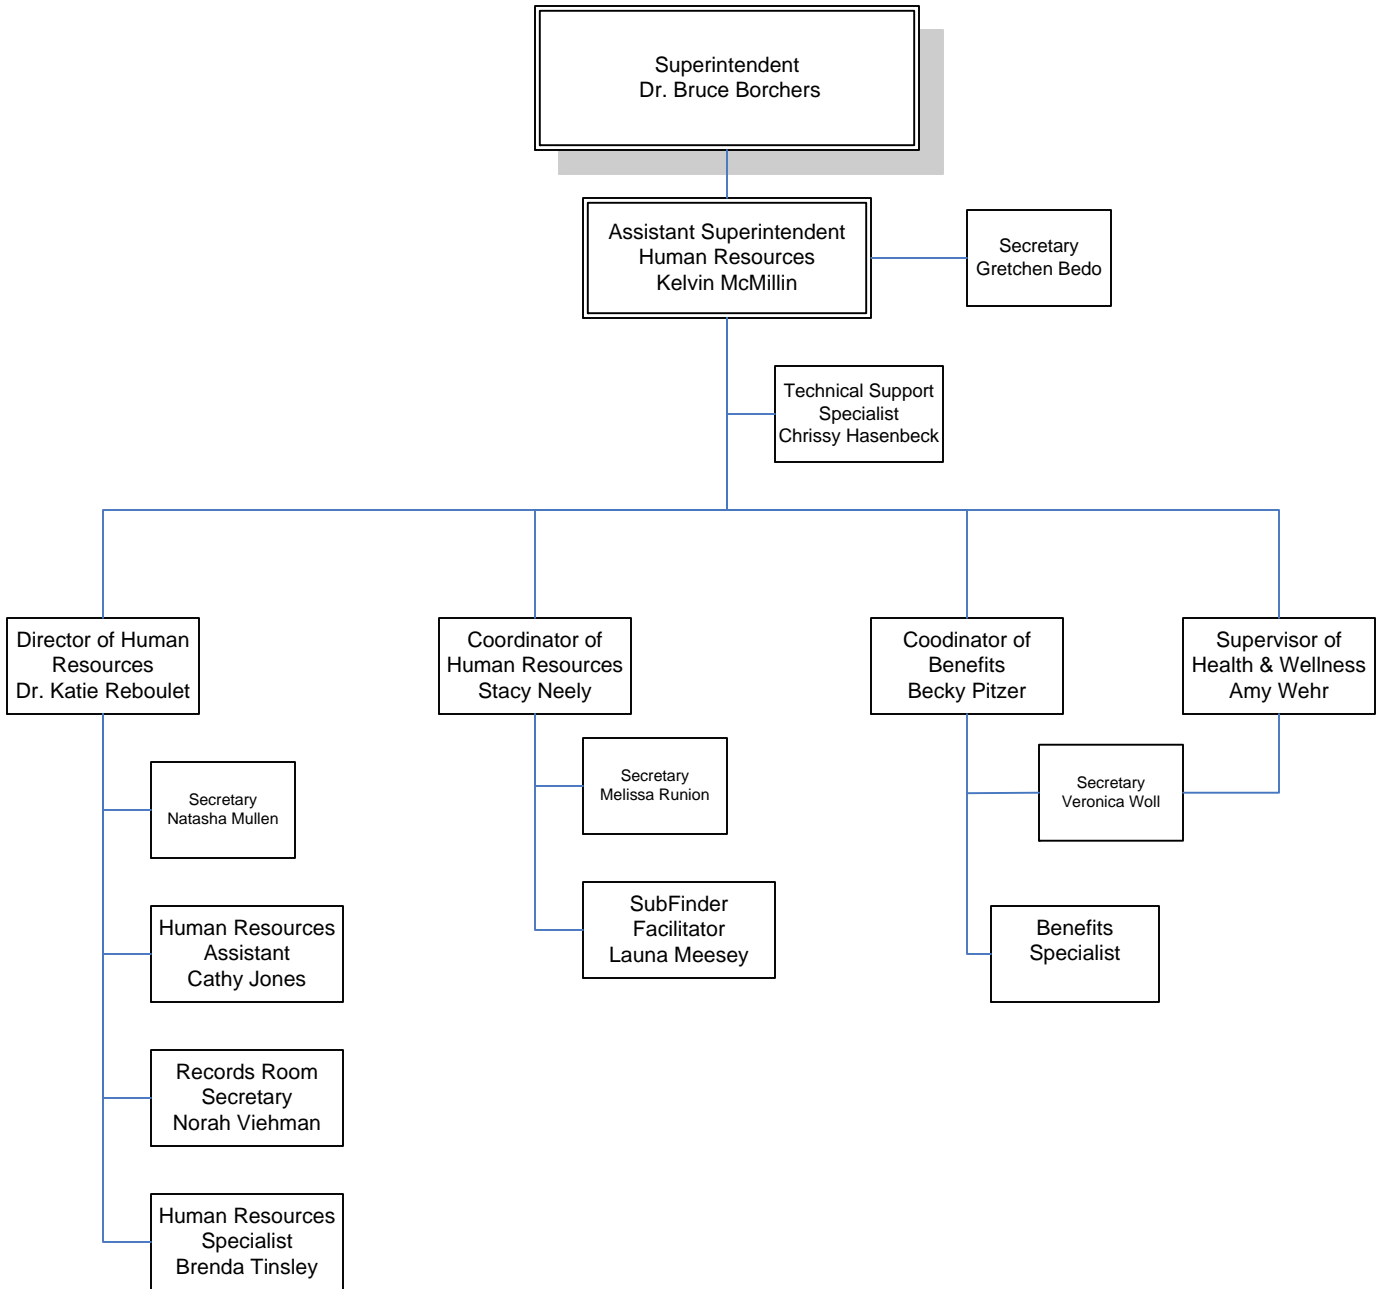 Superintendent
Dr. Bruce Borchers
Assistant Superintendent
Human Resources
Kelvin McMillin
Secretary
Gretchen Bedo
Technical Support
Specialist
Chrissy Hasenbeck
Director of Human
Resources
Dr. Katie Reboulet
Coordinator of
Human Resources
Stacy Neely
Coodinator of
Benefits
Becky Pitzer
Supervisor of
Health & Wellness
Amy Wehr
Secretary
Natasha Mullen
Secretary
Melissa Runion
Secretary
Veronica Woll
Human Resources
Assistant
Cathy Jones
SubFinder
Facilitator
Launa Meesey
Benefits
Specialist
Records Room
Secretary
Norah Viehman
Human Resources
Specialist
Brenda Tinsley